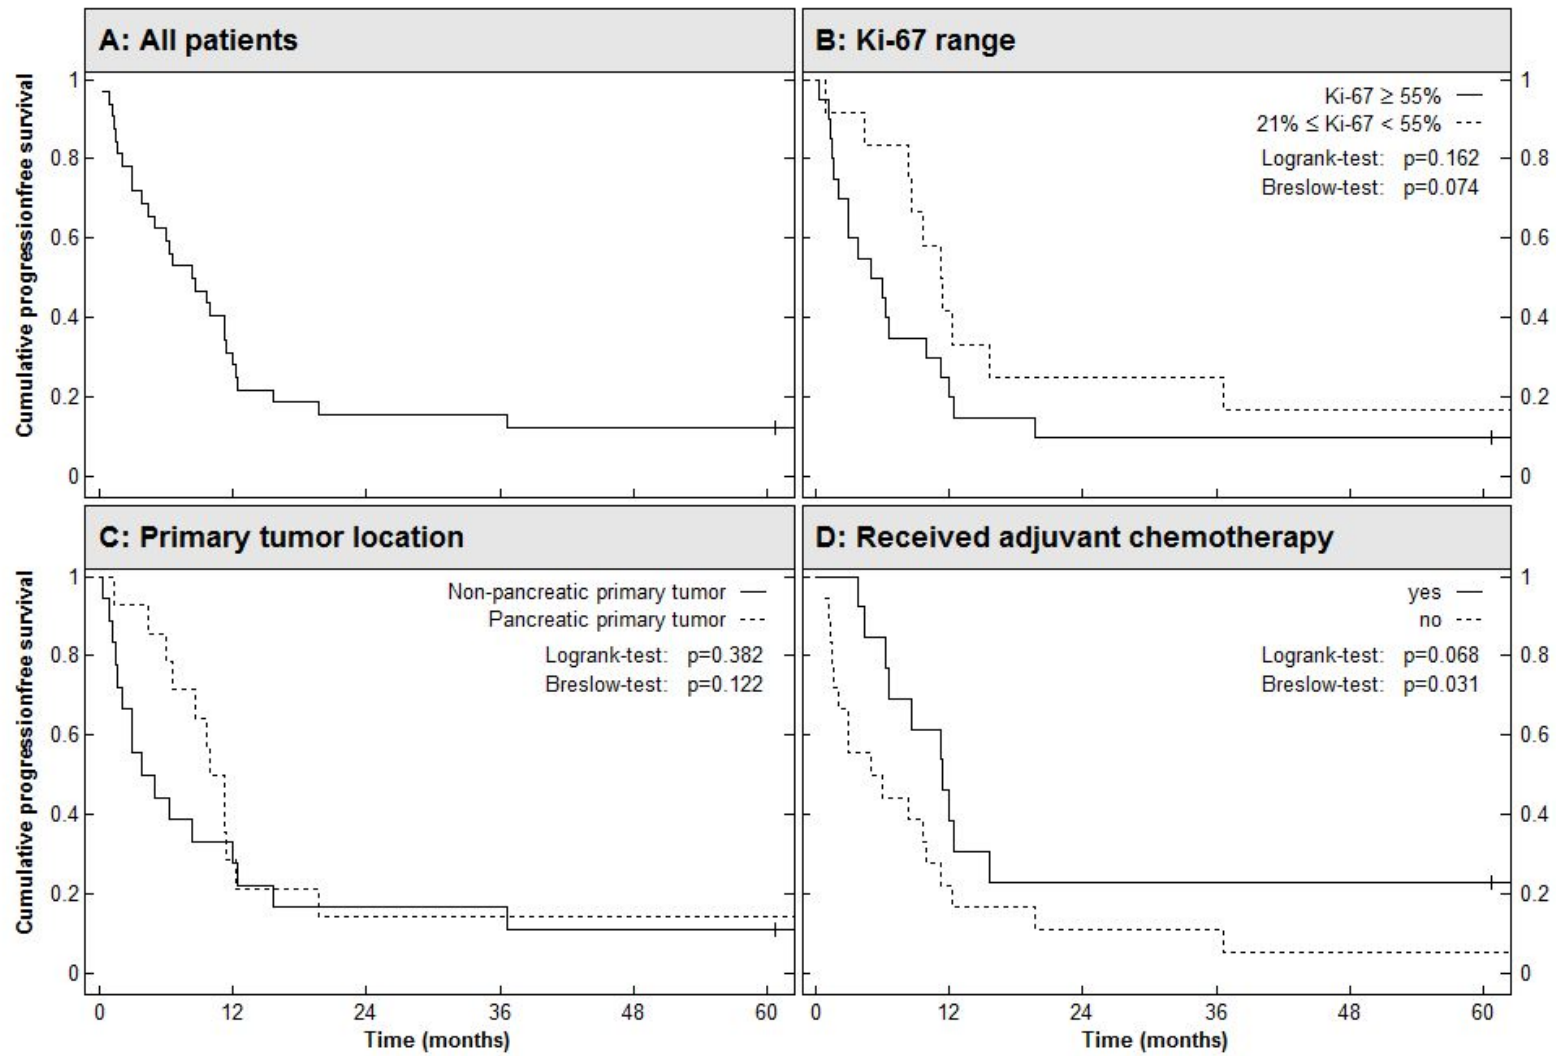 A: All patients
Cumulative progressionfree survival
1
0.8
0.6
0.4
0.2
0
B: Ki-67 range
Ki-67 ≥ 55%
21% ≤ Ki-67 < 55%
Logrank-test: p=0.162
Breslow-test: p=0.074
1
0.8
0.6
0.4
0.2
0
C: Primary tumor location
Cumulative progressionfree survival
1
0.8
0.6
0.4
0.2
0
Non-pancreatic primary tumor
Pancreatic primary tumor
Logrank-test: p=0.382
Breslow-test: p=0.122
0 12 24 36 48 60
Time (months)
D: Received adjuvant chemotherapy
yes
no
Logrank-test: p=0.068
Breslow-test: p=0.031
1
0.8
0.6
0.4
0.2
0
0 12 24 36 48 60
Time (months)